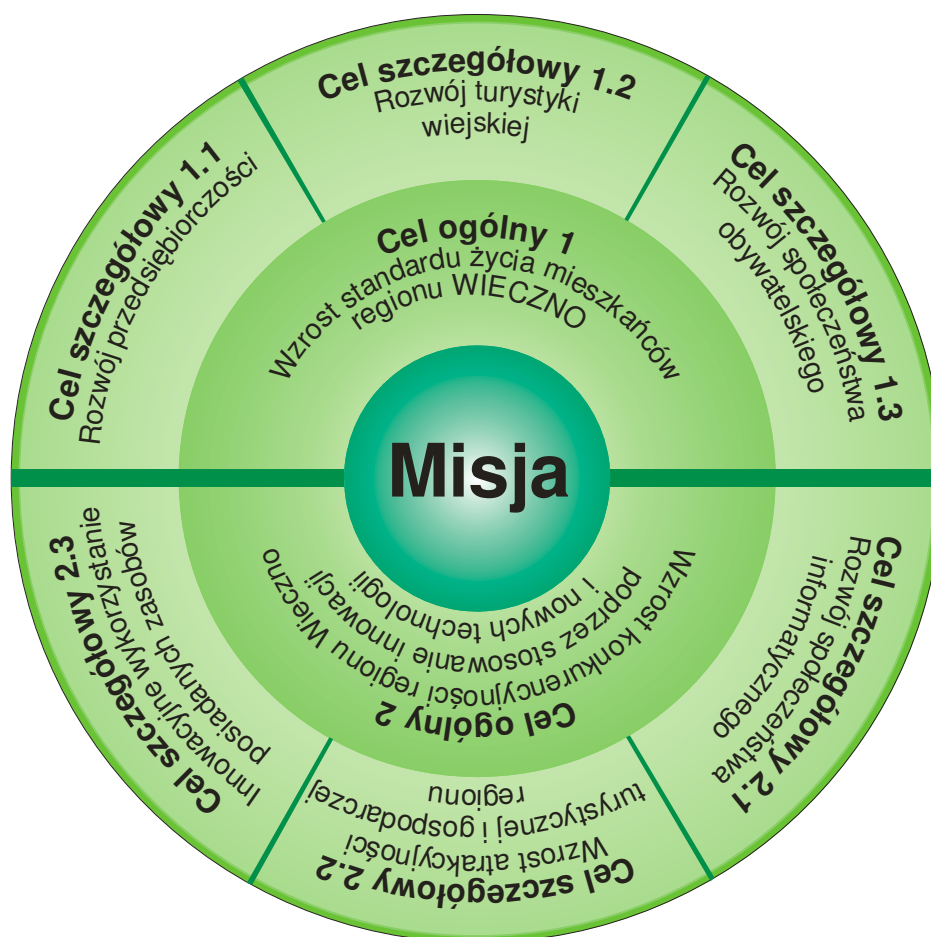 Cel szczegółowy 1.1
Rozwój przedsiębiorczości
Cel szczegółowy 1.2
Rozwój turystyki
wiejskiej
Cel szczegółowy 1.3
Rozwój społeczeństwa
obywatelskiego
Cel ogólny 1
Wzrost standardu życia mieszkańców
regionu WIECZNO
Misja
Cel ogólny 2
Wzrost konkurencyjności regionu Wieczno
poprzez stosowanie innowacji
i nowych technologii
Cel szczegółowy 2.1
Rozwój społeczeństwa
informatycznego
Cel szczegółowy 2.2
Wzrost atrakcyjności
turystycznej i gospodarczej
regionu
Cel szczegółowy 2.3
Innowacyjne wykorzystanie
posiadanych zasobów